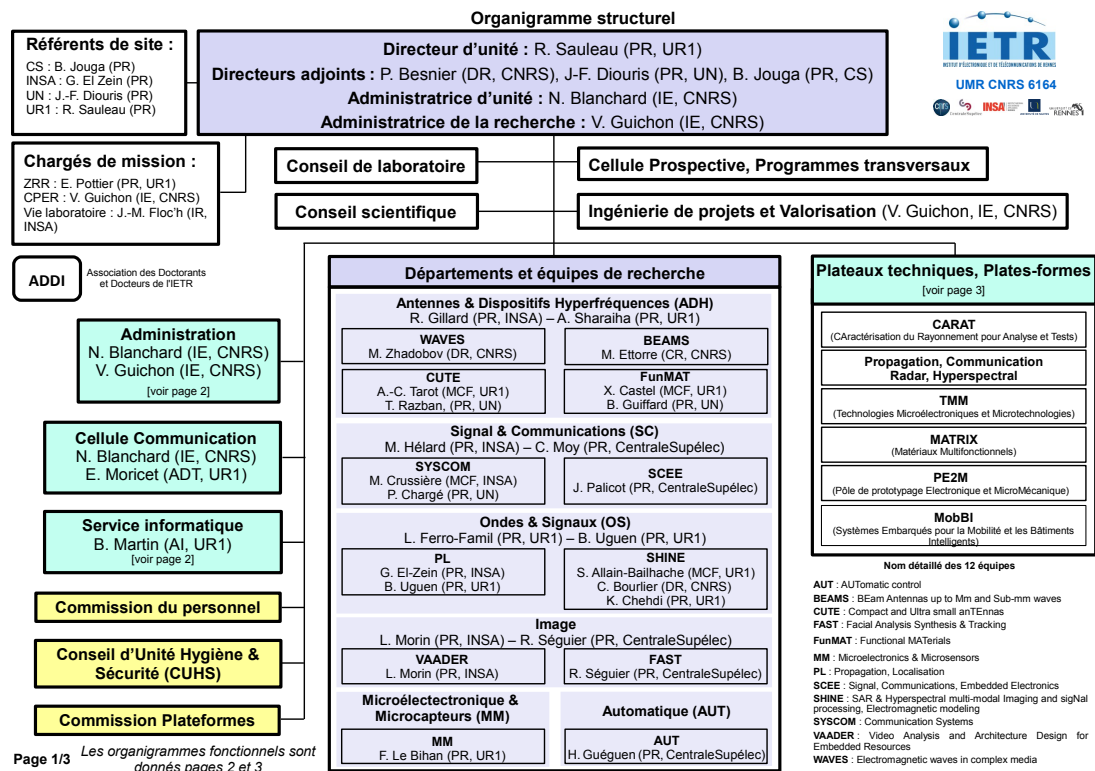 Organigramme structurel
Référents de site :
CS : B. Jouga (PR)
INSA : G. El Zein (PR)
UN : J.-F. Diouris (PR)
UR1 : R. Sauleau (PR)
Directeur d'unité : R. Sauleau (PR, UR1)
Directeurs adjoints : P. Besnier (DR, CNRS), J-F. Diouris (PR, UN), B. Jouga (PR, CS)
Administratrice d'unité : N. Blanchard (IE, CNRS)
Administratrice de la recherche : V. Guichon (IE, CNRS)
IETR
INSTITUT D'ÉLECTRONIQUE ET DE TÉLÉCOMMUNICATIONS DE RENNES
UMR CNRS 6164
cnrs
CentraleSupélec
INSA
UNIVERSITÉ DE NANTES
UNIVERSITÉ DE
RENNES
Chargés de mission :
ZRR : E. Pottier (PR, UR1)
CPER : V. Guichon (IE, CNRS)
Vie laboratoire : J.-M. Floc'h (IR,
INSA)
Conseil de laboratoire
Cellule Prospective, Programmes transversaux
Conseil scientifique
Ingénierie de projets et Valorisation (V. Guichon, IE, CNRS)
ADDI
Association des Doctorants
et Docteurs de l'IETR
Administration
N. Blanchard (IE, CNRS)
V. Guichon (IE, CNRS)
[voir page 2]
Cellule Communication
N. Blanchard (IE, CNRS)
E. Moricet (ADT, UR1)
Service informatique
B. Martin (AI, UR1)
[voir page 2]
Commission du personnel
Conseil d'Unité Hygiène &
Sécurité (CUHS)
Commission Plateformes
Départements et équipes de recherche
Antennes & Dispositifs Hyperfréquences (ADH)
R. Gillard (PR, INSA) – A. Sharaiha (PR, UR1)
WAVES
M. Zhadobov (DR, CNRS)
BEAMS
M. Ettorre (CR, CNRS)
CUTE
A.-C. Tarot (MCF, UR1)
T. Razban, (PR, UN)
FunMAT
X. Castel (MCF, UR1)
B. Guiffard (PR, UN)
Signal & Communications (SC)
M. Hélard (PR, INSA) – C. Moy (PR, CentraleSupélec)
SYSCOM
M. Crussière (MCF, INSA)
P. Chargé (PR, UN)
SCEE
J. Palicot (PR, CentraleSupélec)
Ondes & Signaux (OS)
L. Ferro-Famil (PR, UR1) – B. Uguen (PR, UR1)
PL
G. El-Zein (PR, INSA)
B. Uguen (PR, UR1)
SHINE
S. Allain-Bailhache (MCF, UR1)
C. Bourlier (DR, CNRS)
K. Chehdi (PR, UR1)
Image
L. Morin (PR, INSA) – R. Séguier (PR, CentraleSupélec)
VAADER
L. Morin (PR, INSA)
FAST
R. Séguier (PR, CentraleSupélec)
Microélectectronique &
Microcapteurs (MM)
MM
F. Le Bihan (PR, UR1)
Automatique (AUT)
AUT
H. Guéguen (PR, CentraleSupelec)
Plateaux techniques, Plates-formes
[voir page 3]
CARAT
(CAractérisation du Rayonnement pour Analyse et Tests)
Propagation, Communication
Radar, Hyperspectral
TMM
(Technologies Microélectroniques et Microtechnologies)
MATRIX
(Matériaux Multifonctionnels)
PE2M
(Pôle de prototypage Electronique et MicroMécanique)
MobBI
(Systèmes Embarqués pour la Mobilité et les Bâtiments
Intelligents)
Nom détaillé des 12 équipes
AUT : AUTomatic control
BEAMS : BEam Antennas up to Mm and Sub-mm waves
CUTE : Compact and Ultra small anTEnnas
FAST : Facial Analysis Synthesis & Tracking
FunMAT : Functional MATerials
MM : Microelectronics & Microsensors
PL : Propagation, Localisation
SCEE : Signal, Communications, Embedded Electronics
SHINE : SAR & Hyperspectral multi-modal Imaging and sigNal
processing, Electromagnetic modeling
SYSCOM : Communication Systems
VAADER : Video Analysis and Architecture Design for
Embedded Resources
WAVES : Electromagnetic waves in complex media
Page 1/3
Les organigrammes fonctionnels sont
donnés pages 2 et 3